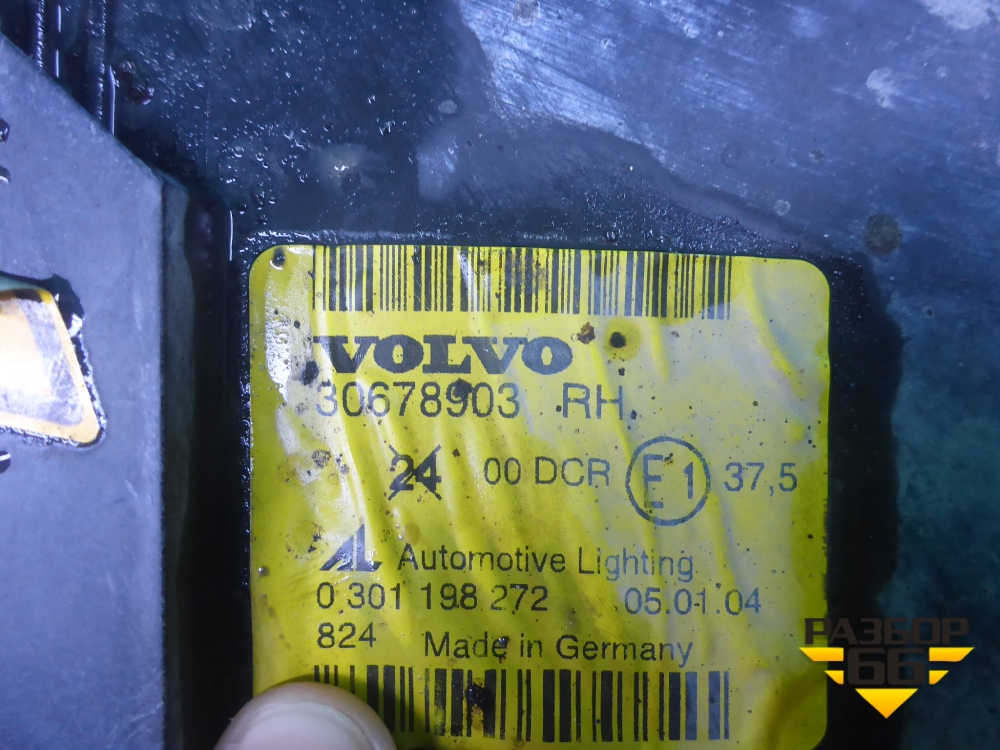 VOLVO
30678903 RH
24 00 DCR E1 37,5
AL Automotive Lighting
0 301 198 272 05.01.04
824 Made in Germany
РАЗБОР
66